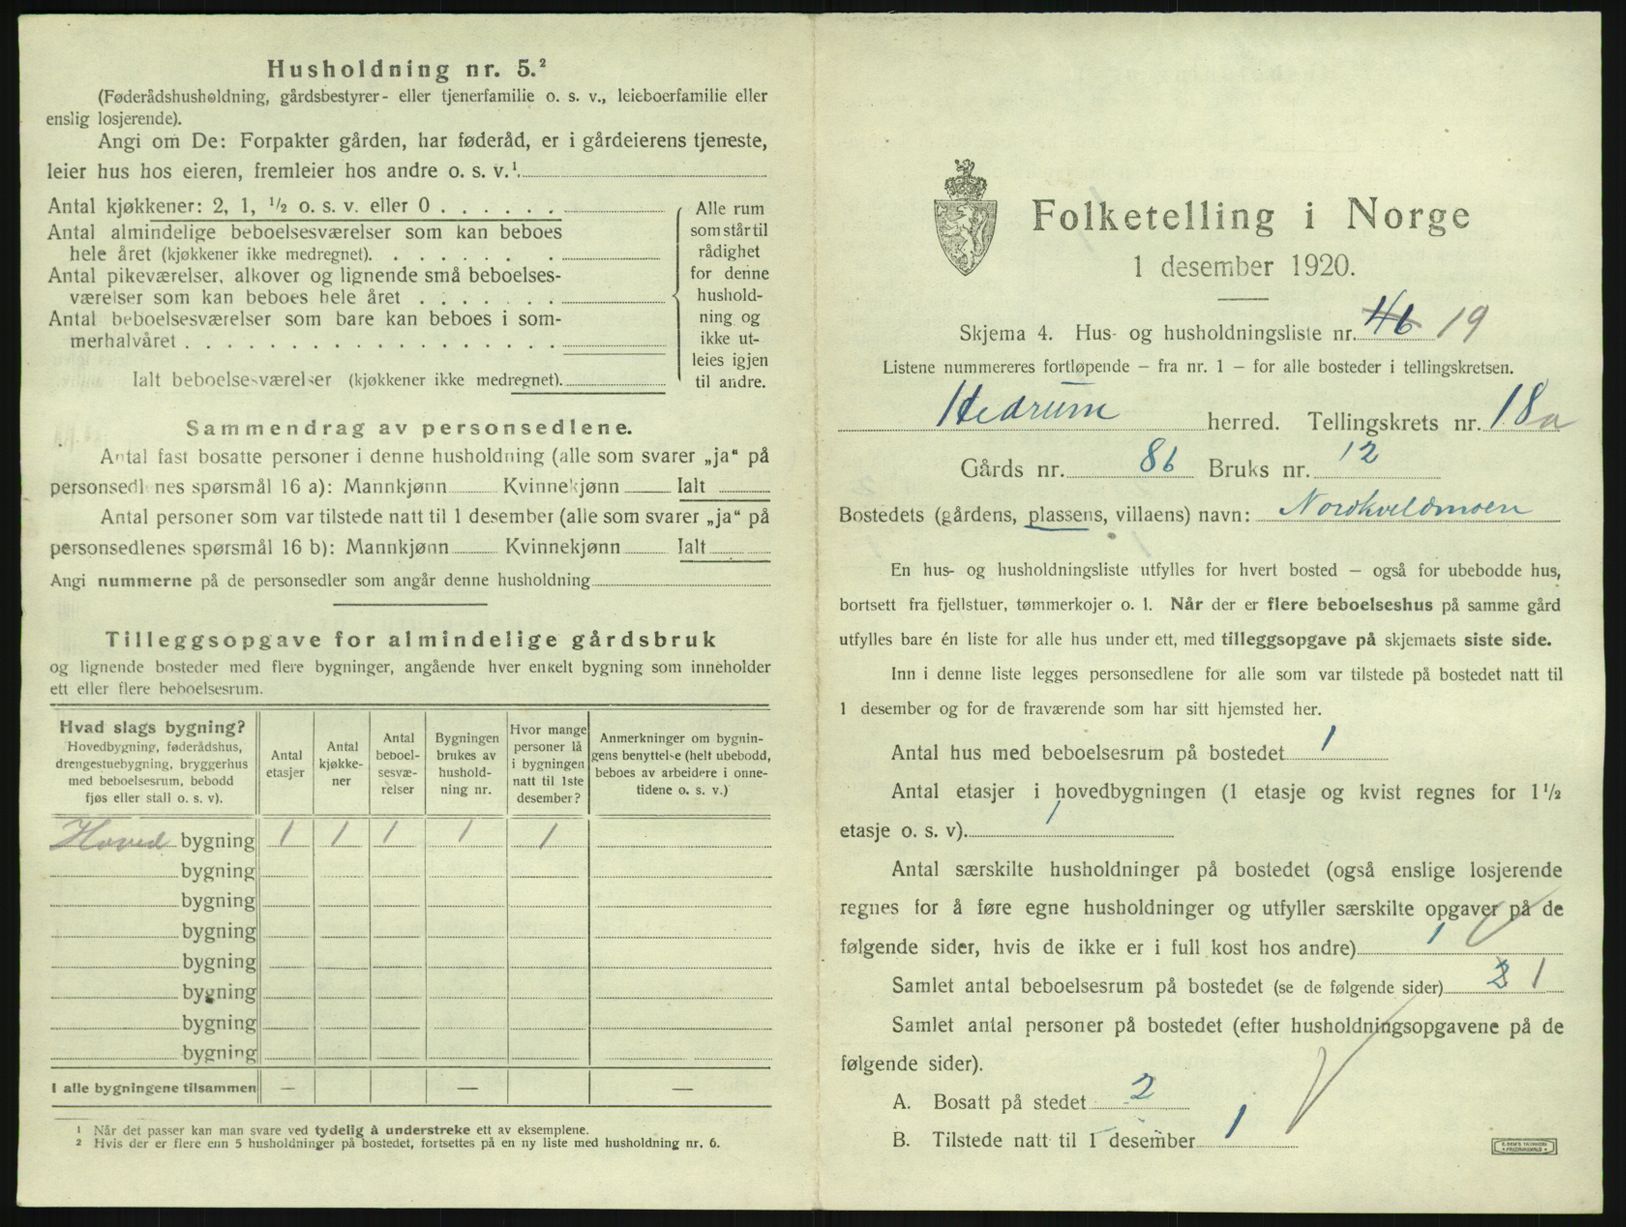 Husholdning nr. 5.²
(Føderådshusholdning, gårdsbestyrer- eller tjenerfamilie o. s. v., leieboerfamilie eller
enslig losjerende).
Angi om De: Forpakter gården, har føderåd, er i gårdeierens tjeneste,
leier hus hos eieren, fremleier hos andre o. s. v.¹
Antal kjøkkener: 2, 1, ½ o. s. v. eller 0 . . . . . .
Antal almindelige beboelsesværelser som kan beboes
hele året (kjøkkener ikke medregnet). . . . . . . .
Antal pikeværelser, alkover og lignende små beboelses-
værelser som kan beboes hele året . . . . . . .
Antal beboelsesværelser som bare kan beboes i som-
merhalvåret . . . . . . . . . . . . . . . . . .
Ialt beboelsesværelser (kjøkkener ikke medregnet).
Alle rum
som står til
rådighet
for denne
hushold-
ning og
ikke ut-
leies igjen
til andre.
Sammendrag av personsedlene.
Antal fast bosatte personer i denne husholdning (alle som svarer „ja“ på
personsedlenes spørsmål 16 a): Mannkjønn Kvinnekjønn Ialt
Antal personer som var tilstede natt til 1 desember (alle som svarer „ja“ på
personsedlenes spørsmål 16 b): Mannkjønn Kvinnekjønn Ialt
Angi nummerne på de personsedler som angår denne husholdning
Tilleggsopgave for almindelige gårdsbruk
og lignende bosteder med flere bygninger, angående hver enkelt bygning som inneholder
ett eller flere beboelsesrum.
Hvad slags bygning?
Hovedbygning, føderådshus,
drengestuebygning, bryggerhus
med beboelsesrum, bebodd
fjøs eller stall o. s. v).
Antal
etasjer
Antal
kjøkke-
ner
Antal
beboel-
sesvæ-
relser
Bygningen
brukes av
hushold-
ning nr.
Hvor mange
personer lå
i bygningen
natt til 1ste
desember?
Anmerkninger om bygnin-
gens benyttelse (helt ubebodd,
beboes av arbeidere i onne-
tidene o. s. v.)
Hoved bygning 1 1 1 1 1
bygning
bygning
bygning
bygning
bygning
bygning
bygning
I alle bygningene tilsammen — — —
¹ Når det passer kan man svare ved tydelig å understreke ett av eksemplene.
² Hvis der er flere enn 5 husholdninger på bostedet, fortsettes på en ny liste med husholdning nr. 6.
Folketelling i Norge
1 desember 1920.
Skjema 4. Hus- og husholdningsliste nr. 46 19
Listene nummereres fortløpende – fra nr. 1 – for alle bosteder i tellingskretsen.
Hedrum herred. Tellingskrets nr. 18a
Gårds nr. 86 Bruks nr. 12
Bostedets (gårdens, plassens, villaens) navn: Nordkveldmoen
En hus- og husholdningsliste utfylles for hvert bosted – også for ubebodde hus,
bortsett fra fjellstuer, tømmerkojer o. l. Når der er flere beboelseshus på samme gård
utfylles bare én liste for alle hus under ett, med tilleggsopgave på skjemaets siste side.
Inn i denne liste legges personsedlene for alle som var tilstede på bostedet natt til
1 desember og for de fraværende som har sitt hjemsted her.
Antal hus med beboelsesrum på bostedet 1
Antal etasjer i hovedbygningen (1 etasje og kvist regnes for 1½
etasje o. s. v). 1
Antal særskilte husholdninger på bostedet (også enslige losjerende
regnes for å føre egne husholdninger og utfyller særskilte opgaver på de
følgende sider, hvis de ikke er i full kost hos andre) 1
Samlet antal beboelsesrum på bostedet (se de følgende sider) 2 1
Samlet antal personer på bostedet (efter husholdningsopgavene på de
følgende sider).
A. Bosatt på stedet 2
B. Tilstede natt til 1 desember 1